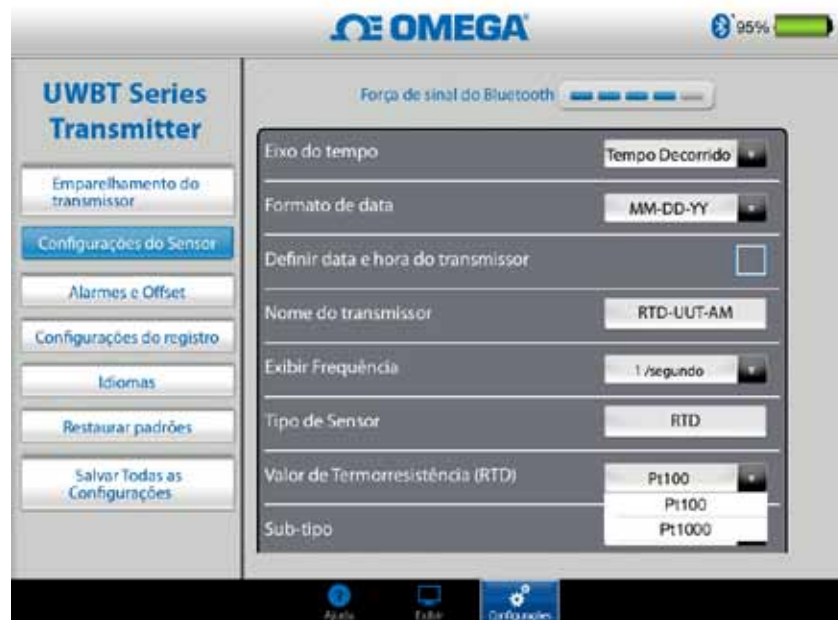 OMEGA
95%
UWBT Series
Transmitter
Emparelhamento do
transmissor
Configurações do Sensor
Alarmes e Offset
Configurações do registro
Idiomas
Restaurar padrões
Salvar Todas as
Configurações
Força de sinal do Bluetooth
Eixo do tempo
Tempo Decorrido
Formato de data
MM-DD-YY
Definir data e hora do transmissor
Nome do transmissor
RTD-UUT-AM
Exibir Frequência
1 /segundo
Tipo de Sensor
RTD
Valor de Termorresistência (RTD)
Pt100
Pt100
Pt1000
Sub-tipo
Ajuda
Exibir
Configurações